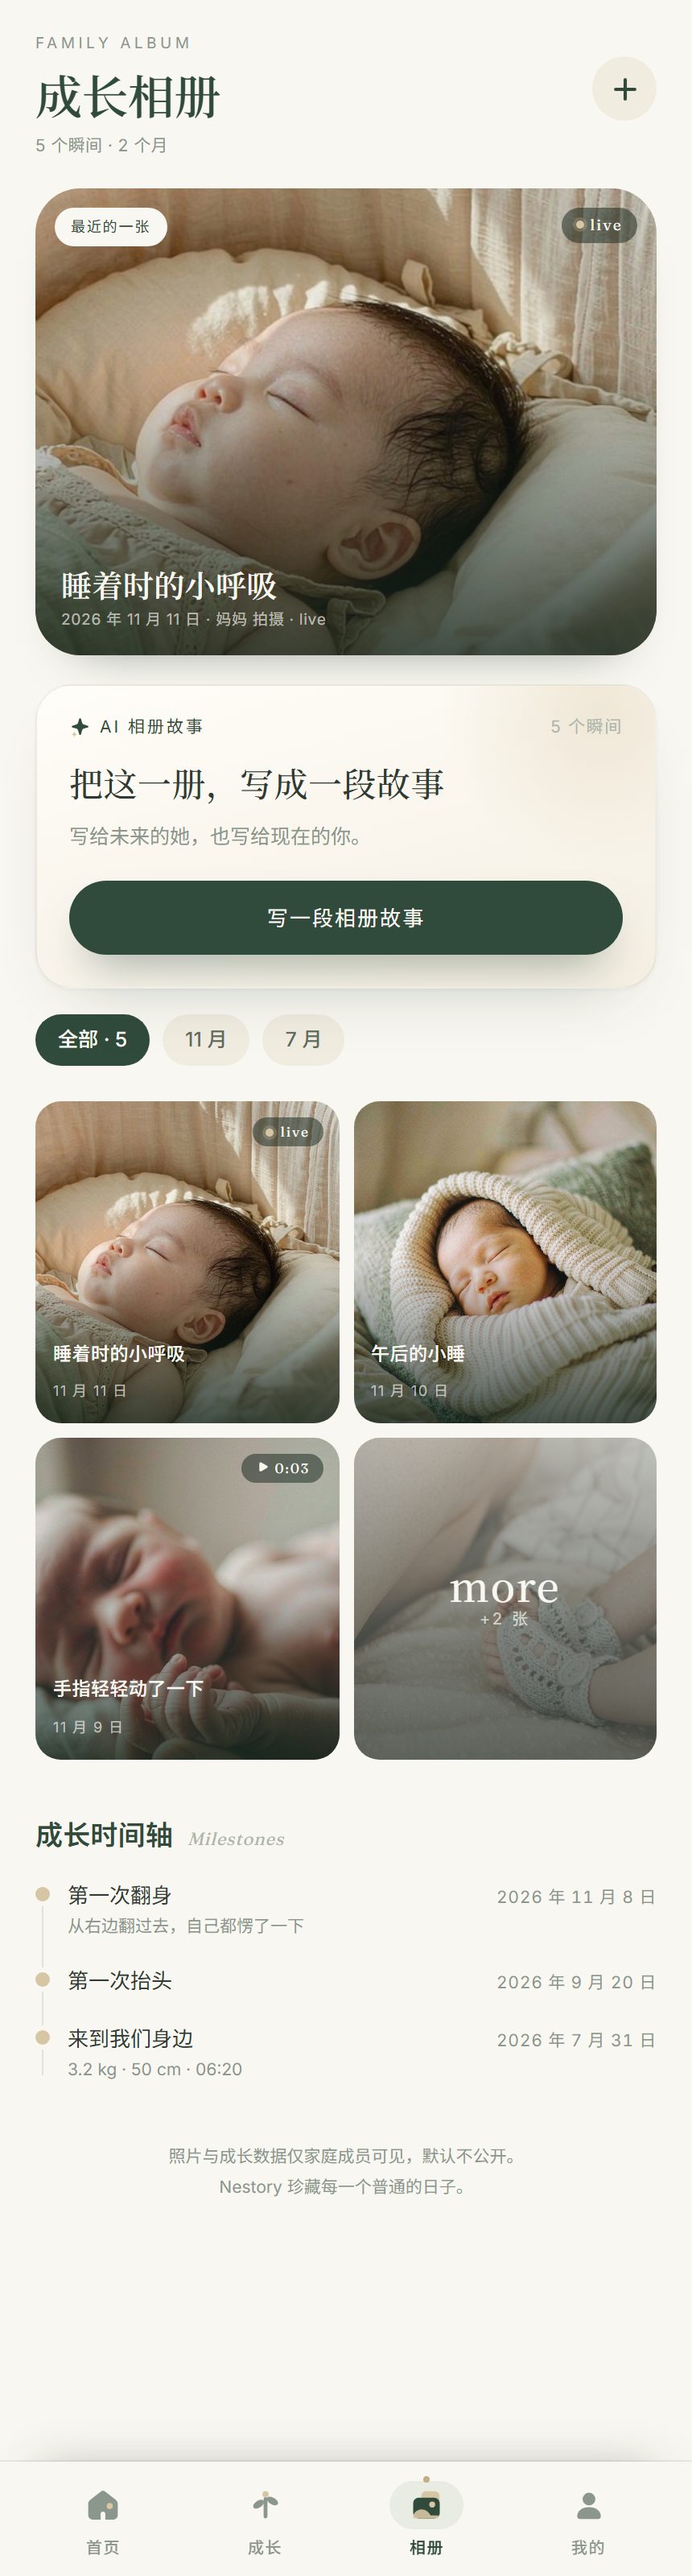 FAMILY ALBUM
成长相册
5 个瞬间 · 2 个月
最近的一张
live
睡着时的小呼吸
2026 年 11 月 11 日 · 妈妈 拍摄 · live
AI 相册故事
5 个瞬间
把这一册，写成一段故事
写给未来的她，也写给现在的你。
写一段相册故事
全部 · 5
11 月
7 月
live
睡着时的小呼吸
11 月 11 日
午后的小睡
11 月 10 日
0:03
手指轻轻动了一下
11 月 9 日
more
+2 张
成长时间轴 Milestones
第一次翻身
2026 年 11 月 8 日
从右边翻过去，自己都愣了一下
第一次抬头
2026 年 9 月 20 日
来到我们身边
2026 年 7 月 31 日
3.2 kg · 50 cm · 06:20
照片与成长数据仅家庭成员可见，默认不公开。
Nestory 珍藏每一个普通的日子。
首页
成长
相册
我的